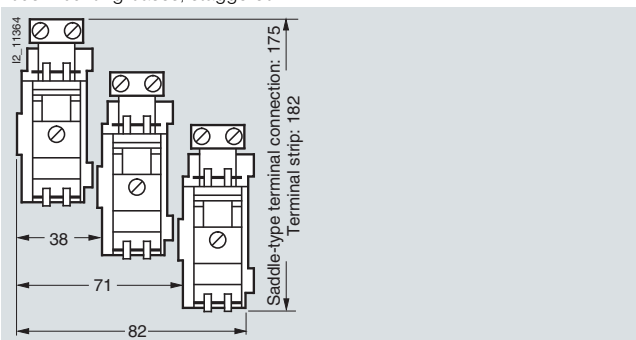 I2_11364
Saddle-type terminal connection: 175
Terminal strip: 182
38
71
82